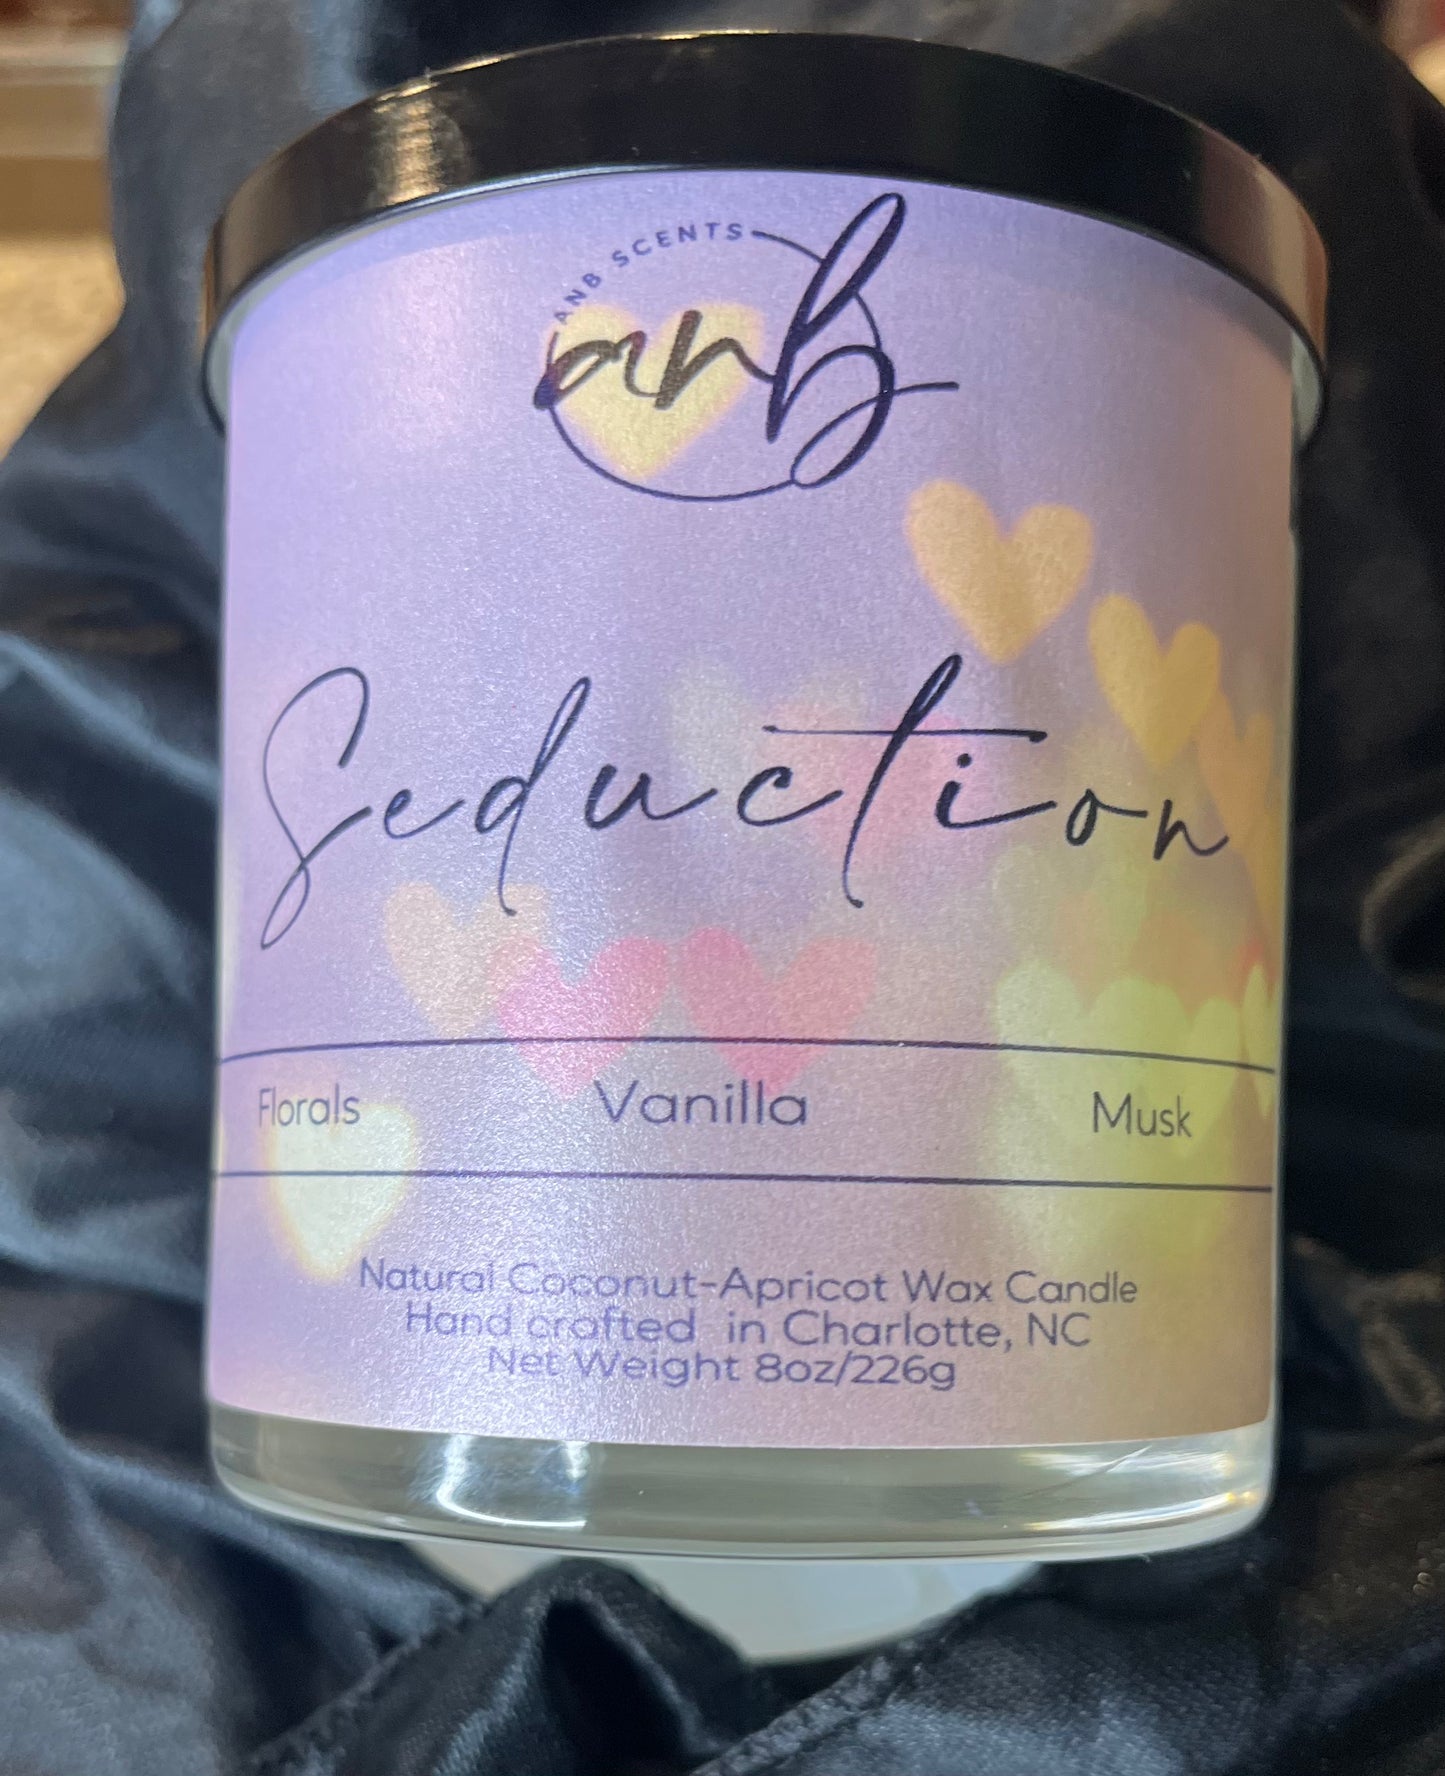 ANB SCENTS
anb
Seduction
Florals Vanilla Musk
Natural Coconut-Apricot Wax Candle
Hand crafted in Charlotte, NC
Net Weight 8oz/226g